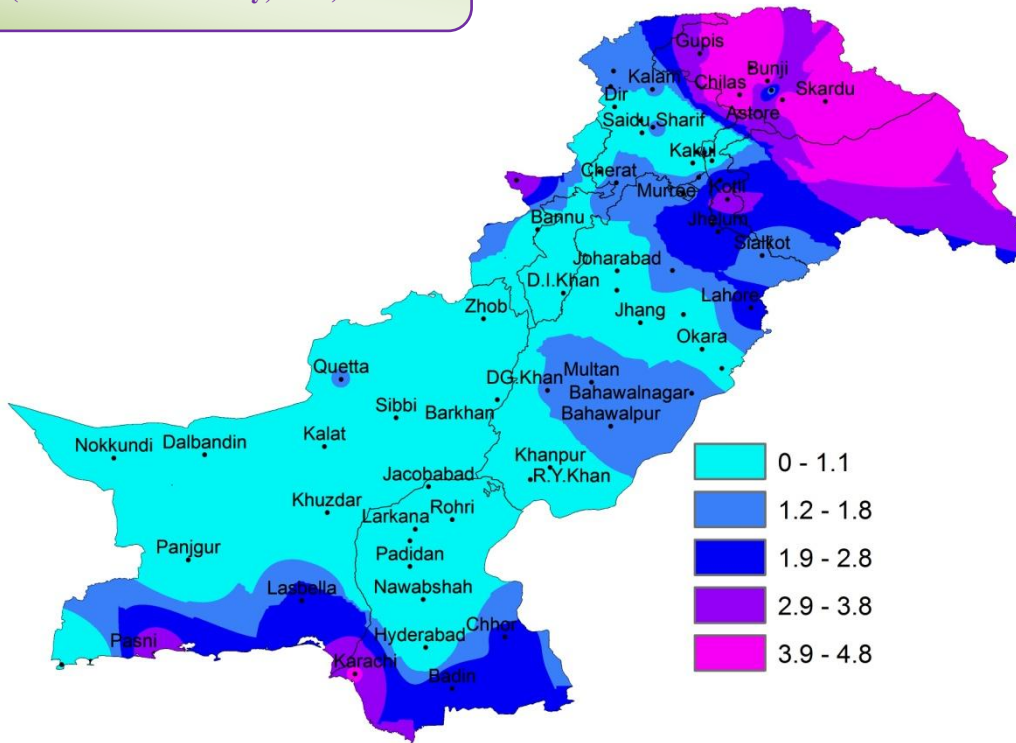 Gupis
Bunji
Kalam
Chilas
Skardu
Dir
Astore
Saidu Sharif
Kakul
Cherat
Murree
Kotli
Bannu
Jhelum
Sialkot
Joharabad
D.I.Khan
Lahore
Zhob
Jhang
Okara
Quetta
DG.Khan
Multan
Bahawalnagar
Sibbi
Barkhan
Bahawalpur
Nokkundi
Dalbandin
Kalat
Khanpur
Jacobabad
R.Y.Khan
Khuzdar
Larkana
Rohri
Panjgur
Padidan
Lasbella
Nawabshah
Pasni
Hyderabad
Chhor
Karachi
Badin
0 - 1.1
1.2 - 1.8
1.9 - 2.8
2.9 - 3.8
3.9 - 4.8